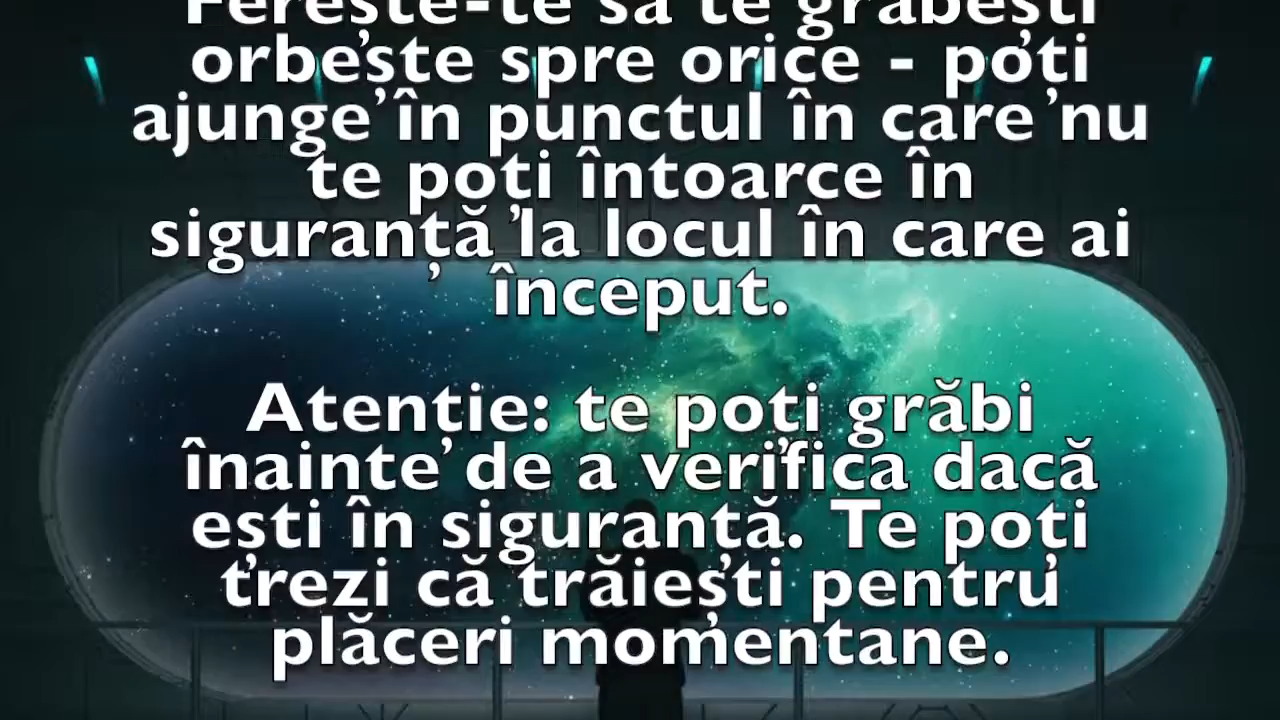 Ferește-te să te grăbești
orbește spre orice - poți
ajunge în punctul în care nu
te poți întoarce în
siguranță la locul în care ai
început.
Atenție: te poți grăbi
înainte de a verifica dacă
ești în siguranță. Te poți
trezi că trăiești pentru
plăceri momentane.